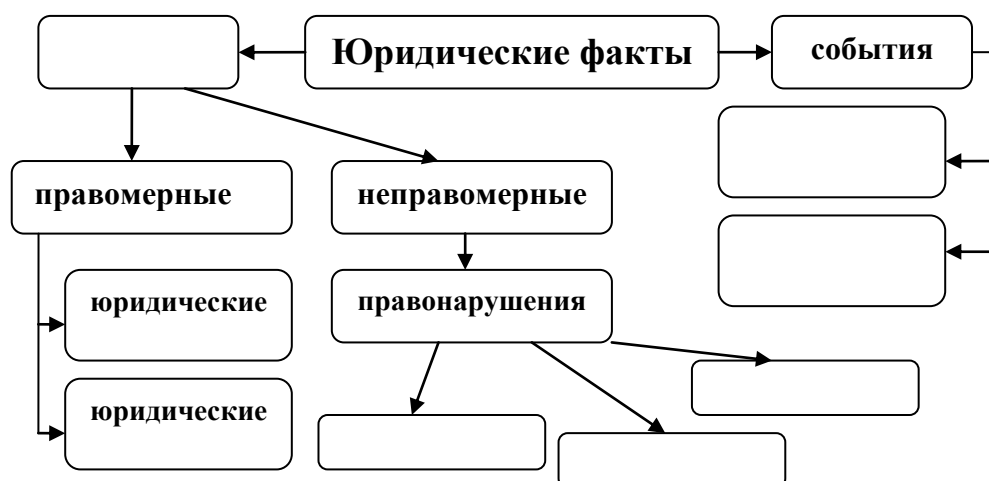 Юридические факты
события
правомерные
неправомерные
юридические
правонарушения
юридические